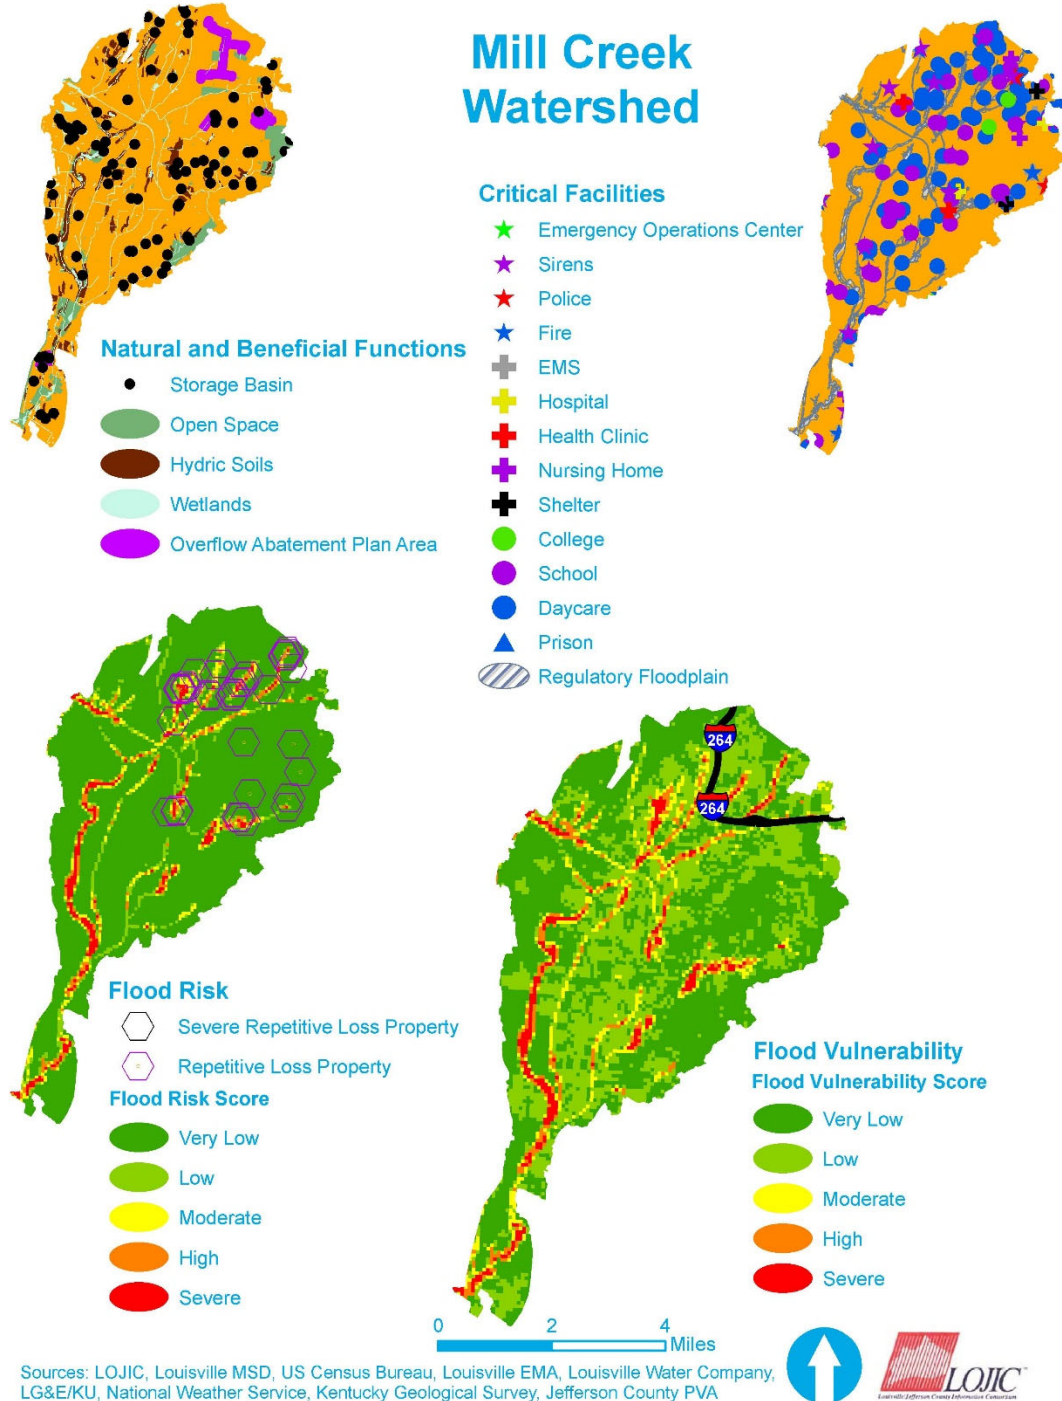 Mill Creek
Watershed
Critical Facilities
Emergency Operations Center
Sirens
Police
Fire
EMS
Hospital
Health Clinic
Nursing Home
Shelter
College
School
Daycare
Prison
Regulatory Floodplain
Natural and Beneficial Functions
Storage Basin
Open Space
Hydric Soils
Wetlands
Overflow Abatement Plan Area
264
264
Flood Risk
Severe Repetitive Loss Property
Repetitive Loss Property
Flood Risk Score
Very Low
Low
Moderate
High
Severe
Flood Vulnerability
Flood Vulnerability Score
Very Low
Low
Moderate
High
Severe
0 2 4
Miles
Sources: LOJIC, Louisville MSD, US Census Bureau, Louisville EMA, Louisville Water Company,
LG&E/KU, National Weather Service, Kentucky Geological Survey, Jefferson County PVA
LOJIC
Louisville/Jefferson County Information Consortium